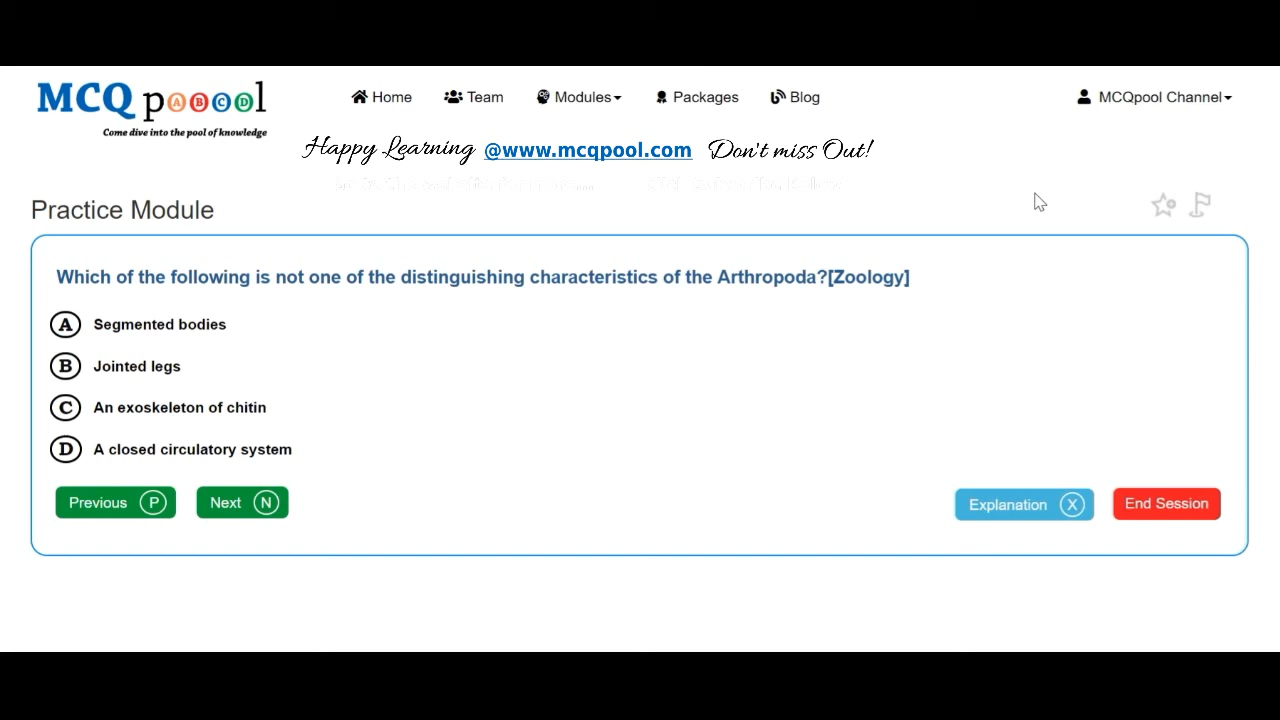 MCQ pooool
A B C D
Come dive into the pool of knowledge
Home Team Modules Packages Blog MCQpool Channel
Happy Learning @www.mcqpool.com Don't miss Out!
Practice Module
Which of the following is not one of the distinguishing characteristics of the Arthropoda?[Zoology]
A Segmented bodies
B Jointed legs
C An exoskeleton of chitin
D A closed circulatory system
Previous P Next N Explanation X End Session